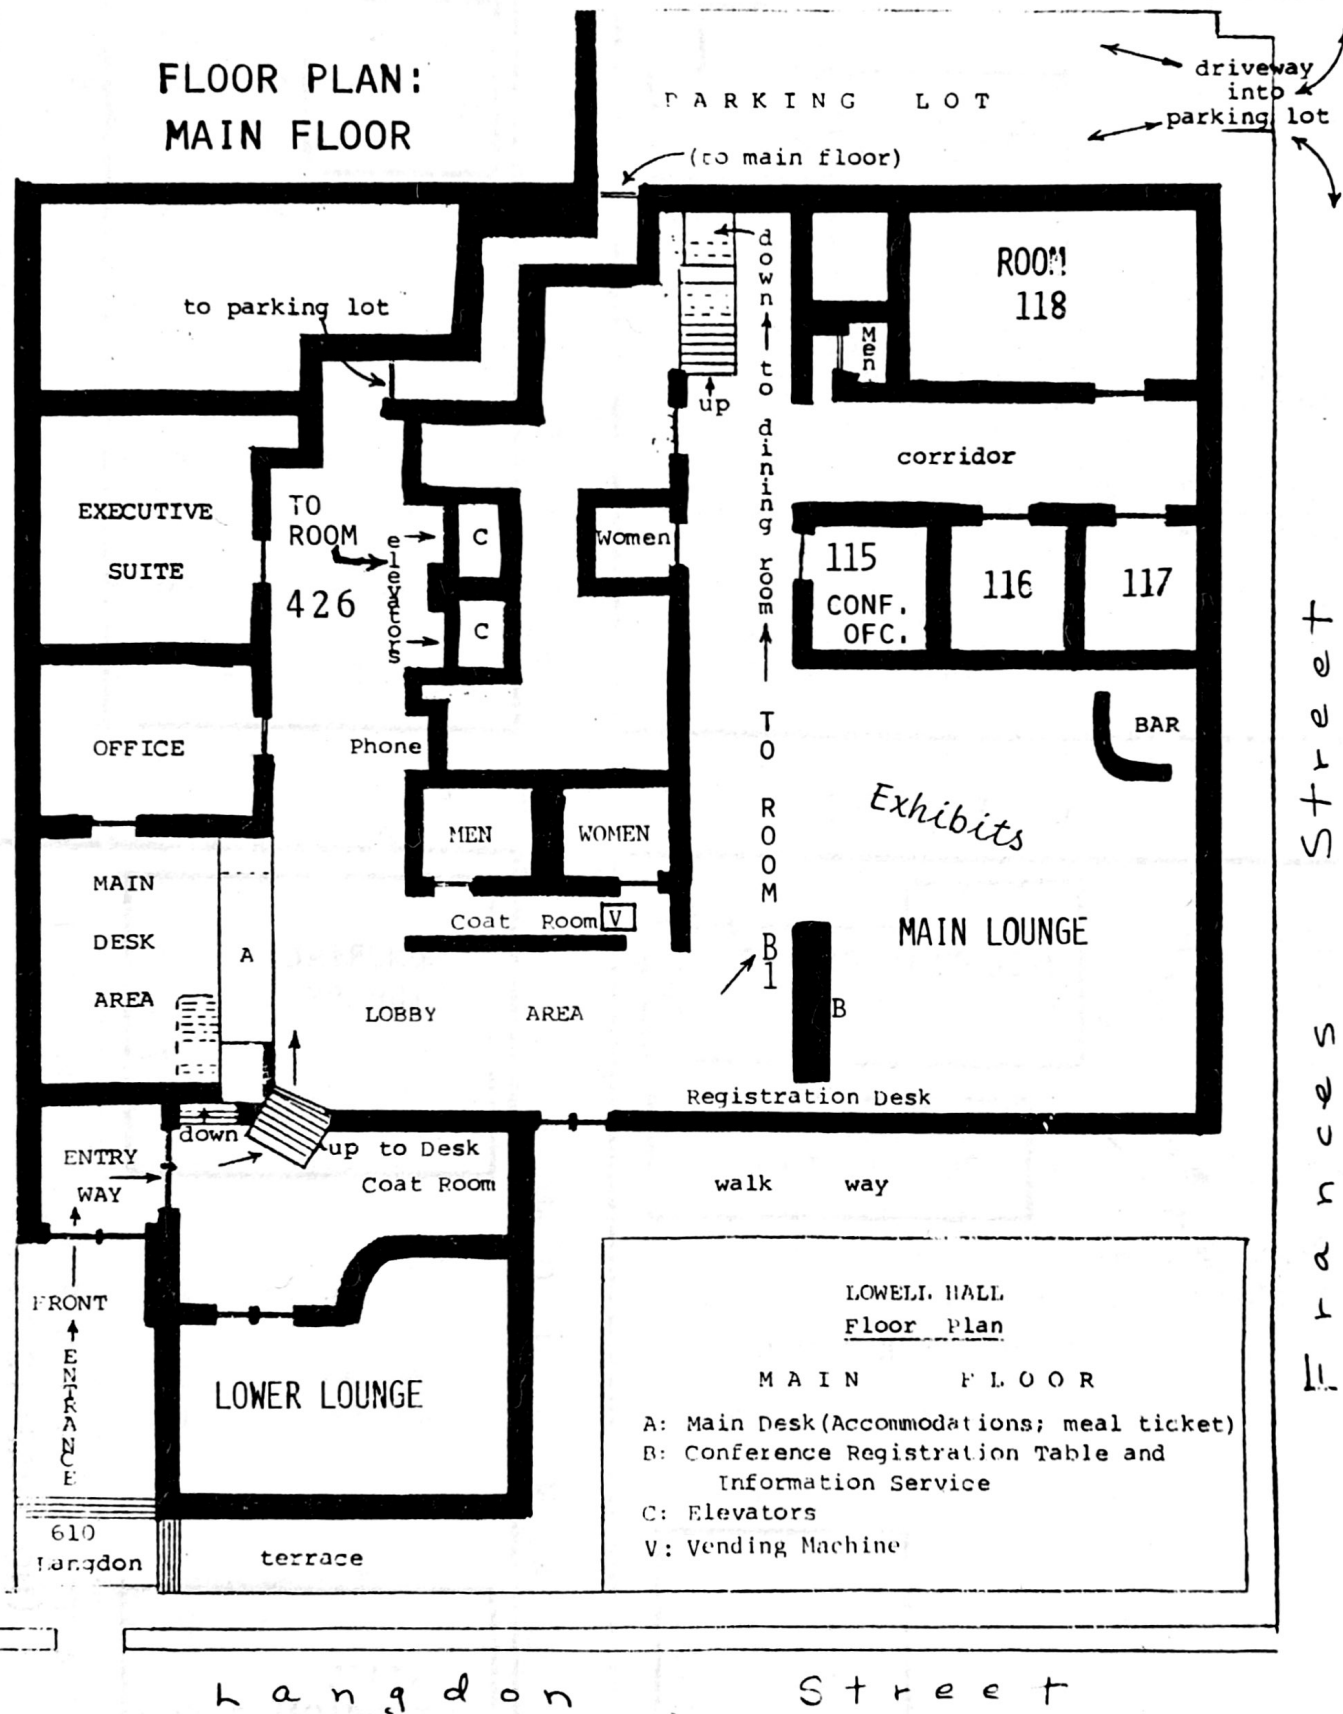 FLOOR PLAN:
MAIN FLOOR
PARKING LOT
driveway
into
parking lot
(to main floor)
to parking lot
down → to dining room → TO ROOM B1
up
Men
ROOM
118
corridor
EXECUTIVE
SUITE
TO
ROOM
426
elevators
C
C
Women
115
CONF.
OFC.
116
117
OFFICE
Phone
BAR
Exhibits
MEN
WOMEN
Coat Room V
MAIN
DESK
AREA
A
LOBBY AREA
MAIN LOUNGE
B
Registration Desk
down
up to Desk
Coat Room
ENTRY
WAY
walk way
FRONT
ENTRANCE
LOWER LOUNGE
610
Langdon
terrace
LOWELL HALL
Floor Plan
MAIN FLOOR
A: Main Desk(Accommodations; meal ticket)
B: Conference Registration Table and
Information Service
C: Elevators
V: Vending Machine
Frances Street
Langdon Street